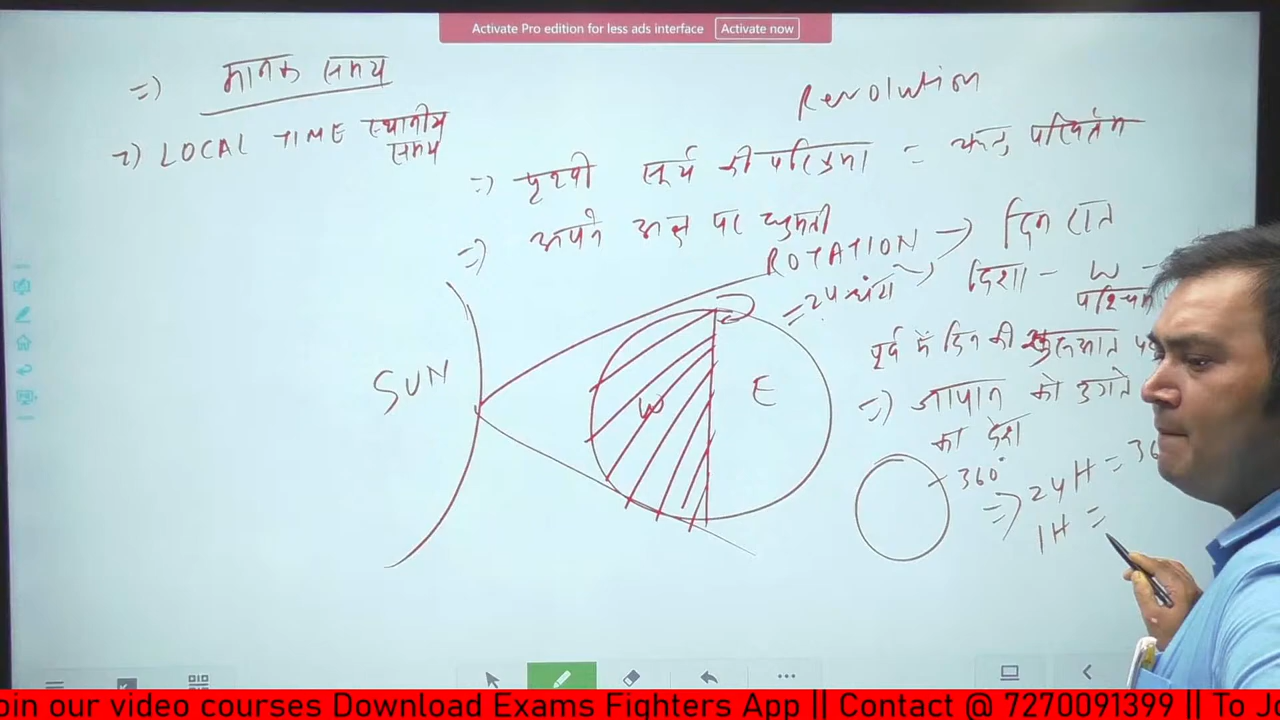 Activate Pro edition for less ads interface Activate now
=) मानक समय
2) LOCAL TIME स्थानीय समय
Revolution
=) पृथ्वी सूर्य की परिक्रमा = ऋतु परिवर्तन
=) अपने अक्ष पर घुमती
ROTATION → दिन रात
= 24 घंटा → दिशा - W -
पश्चिम
पूर्व में दिन की शुरूआत
=) जापान को उगते
का देश
SUN
W
E
360°
=) 24H = 36
1H =
oin our video courses Download Exams Fighters App || Contact @ 7270091399 || To Jo